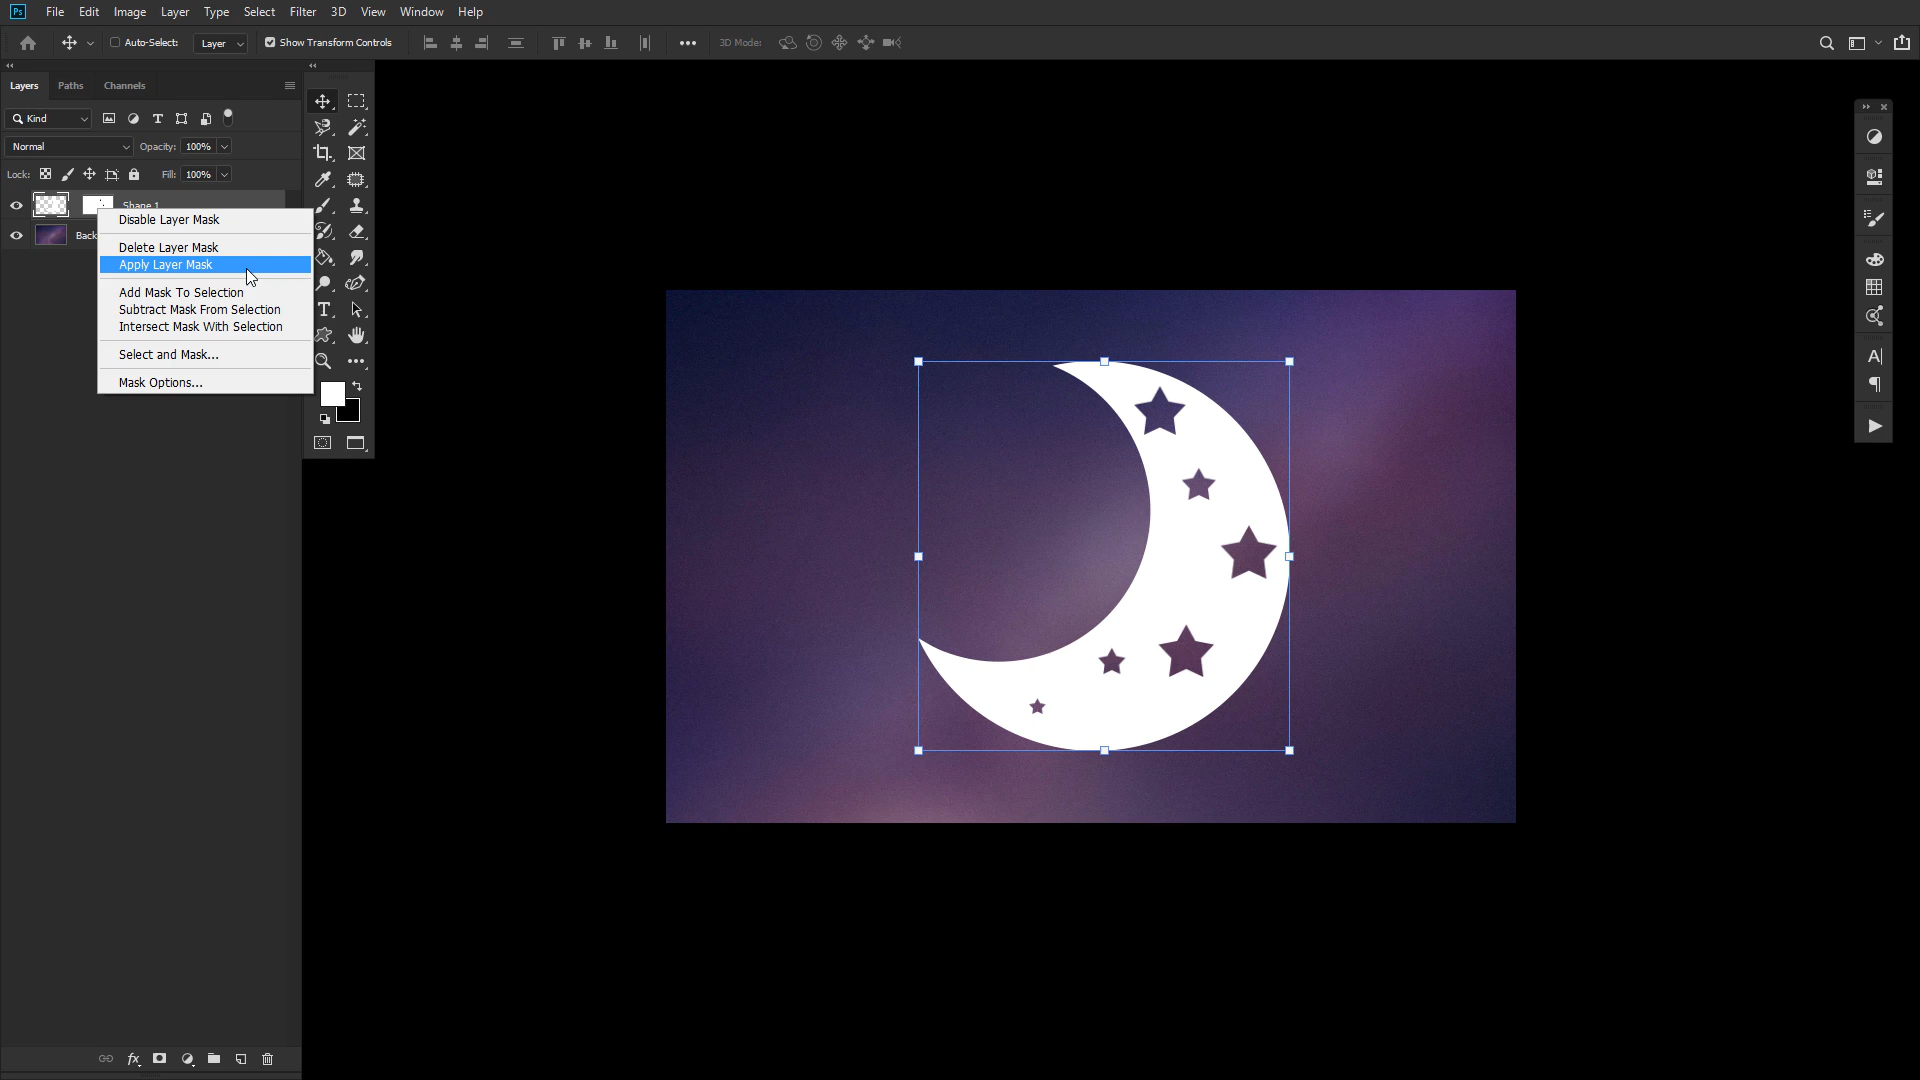 Ps File Edit Image Layer Type Select Filter 3D View Window Help
Auto-Select: Layer Show Transform Controls 3D Mode:
Layers Paths Channels
Kind
Normal Opacity: 100%
Lock: Fill: 100%
Shape 1
Back
Disable Layer Mask
Delete Layer Mask
Apply Layer Mask
Add Mask To Selection
Subtract Mask From Selection
Intersect Mask With Selection
Select and Mask...
Mask Options...